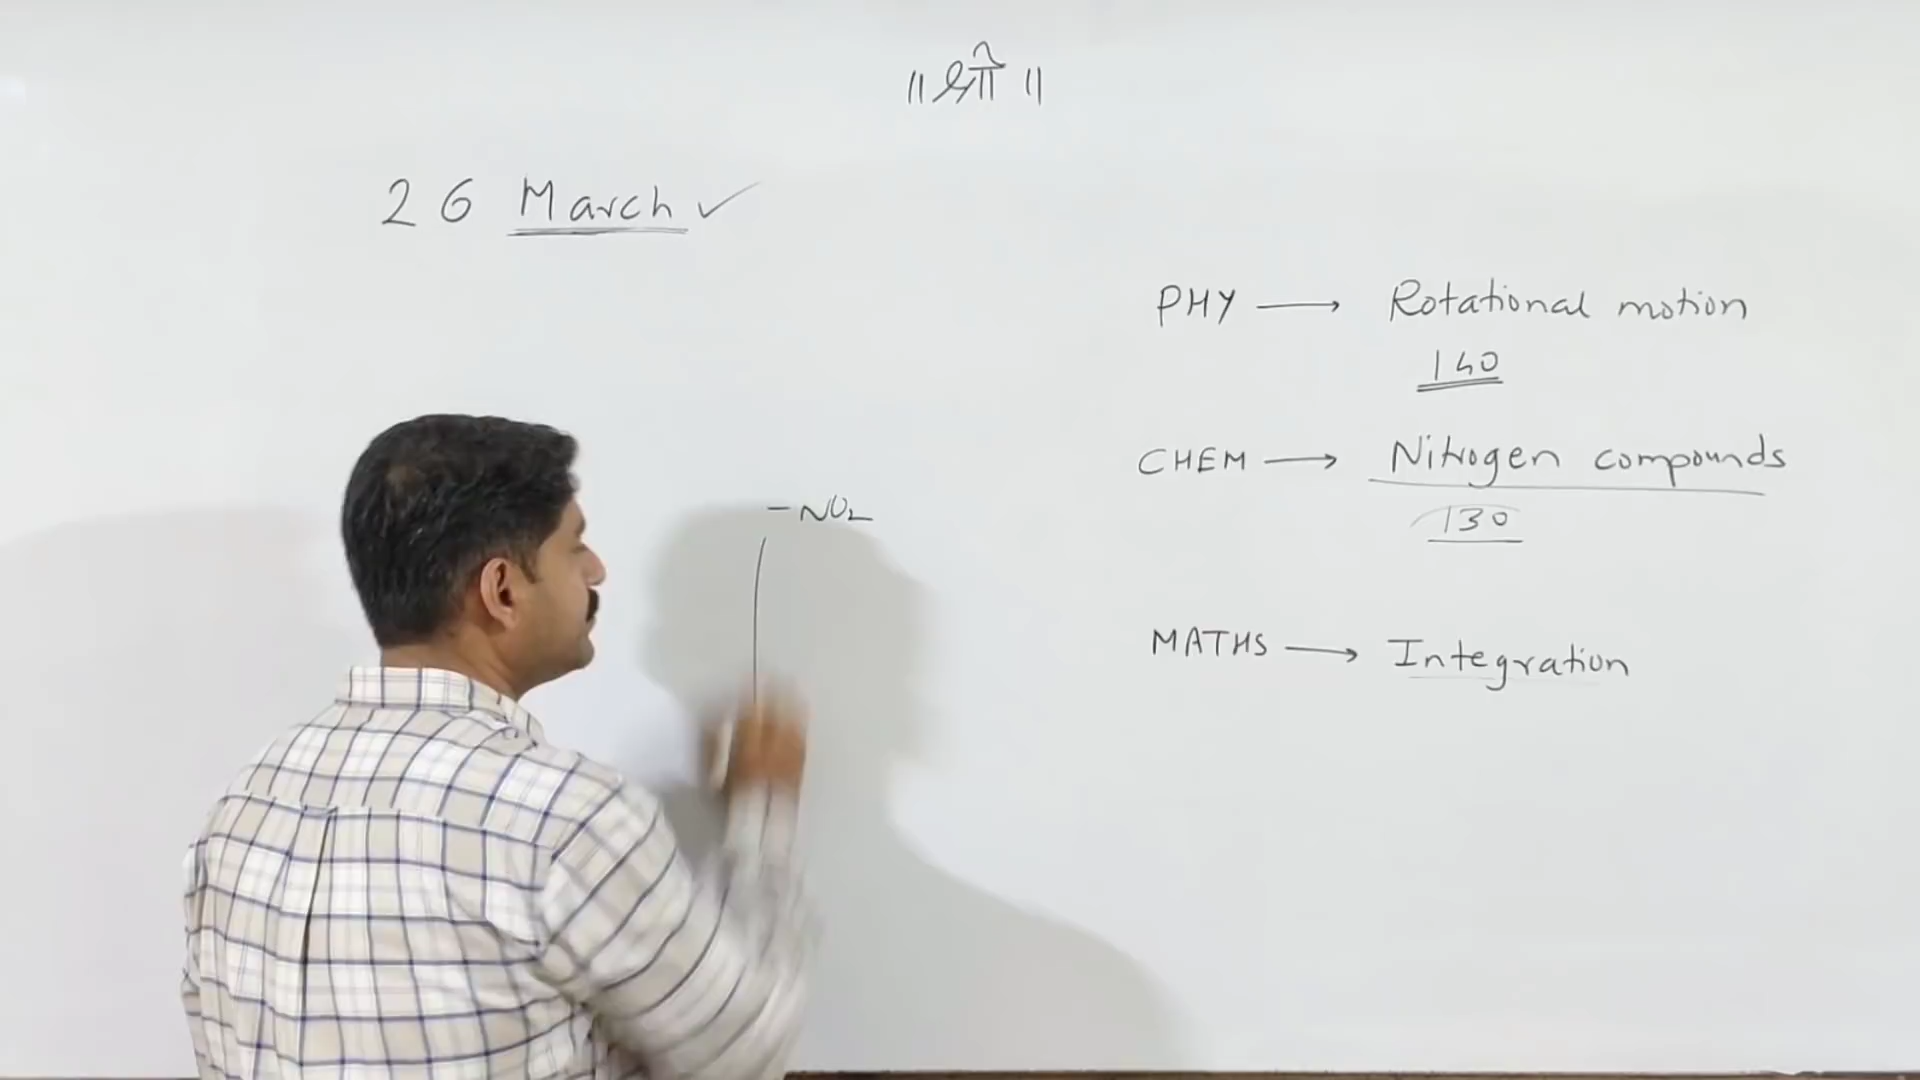 ॥ श्री ॥
26 March ✓
PHY → Rotational motion
140
CHEM → Nitrogen compounds
130
- NO2
MATHS → Integration